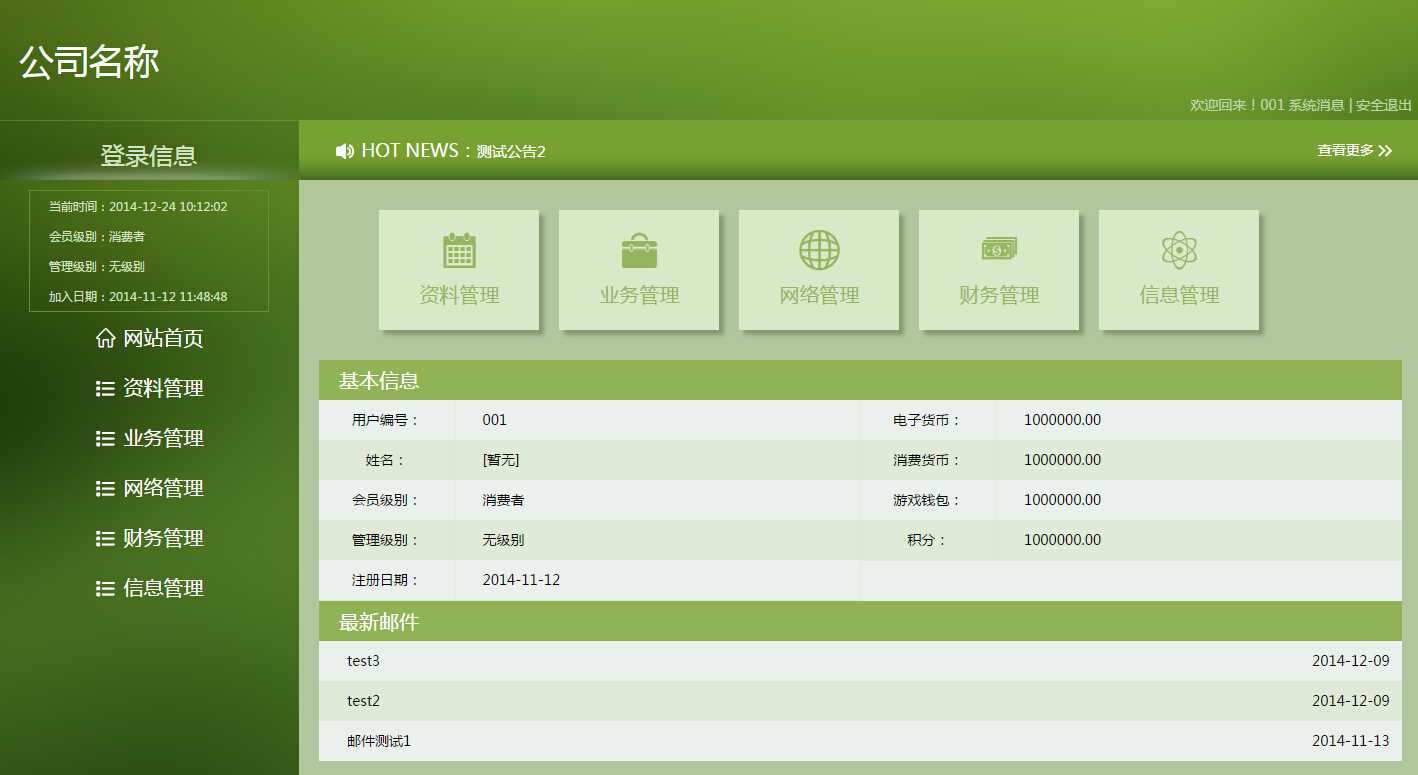 公司名称
欢迎回来！001 系统消息 | 安全退出
登录信息
HOT NEWS：测试公告2
查看更多
当前时间：2014-12-24 10:12:02
会员级别：消费者
管理级别：无级别
加入日期：2014-11-12 11:48:48
网站首页
资料管理
业务管理
网络管理
财务管理
信息管理
资料管理 业务管理 网络管理 财务管理 信息管理
基本信息
用户编号： 001 电子货币： 1000000.00
姓名： [暂无] 消费货币： 1000000.00
会员级别： 消费者 游戏钱包： 1000000.00
管理级别： 无级别 积分： 1000000.00
注册日期： 2014-11-12
最新邮件
test3 2014-12-09
test2 2014-12-09
邮件测试1 2014-11-13